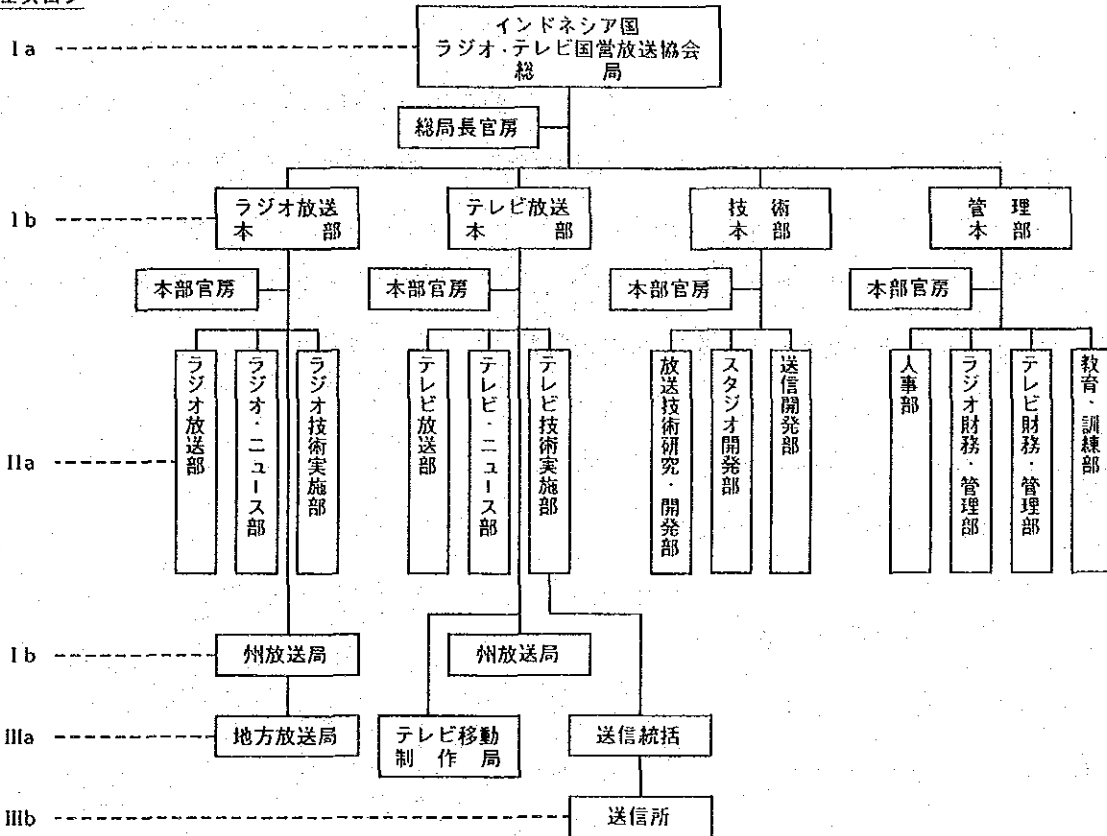 Ia
インドネシア国
ラジオ・テレビ国営放送協会
総 局
総局長官房
Ib
ラジオ放送
本 部
テレビ放送
本 部
技 術
本 部
管 理
本 部
本部官房
本部官房
本部官房
本部官房
IIa
ラジオ放送部
ラジオ・ニュース部
ラジオ技術実施部
テレビ放送部
テレビ・ニュース部
テレビ技術実施部
放送技術研究・開発部
スタジオ開発部
送信開発部
人事部
ラジオ財務・管理部
テレビ財務・管理部
教育・訓練部
Ib
州放送局
州放送局
IIIa
地方放送局
テレビ移動
制 作 局
送信統括
IIIb
送信所